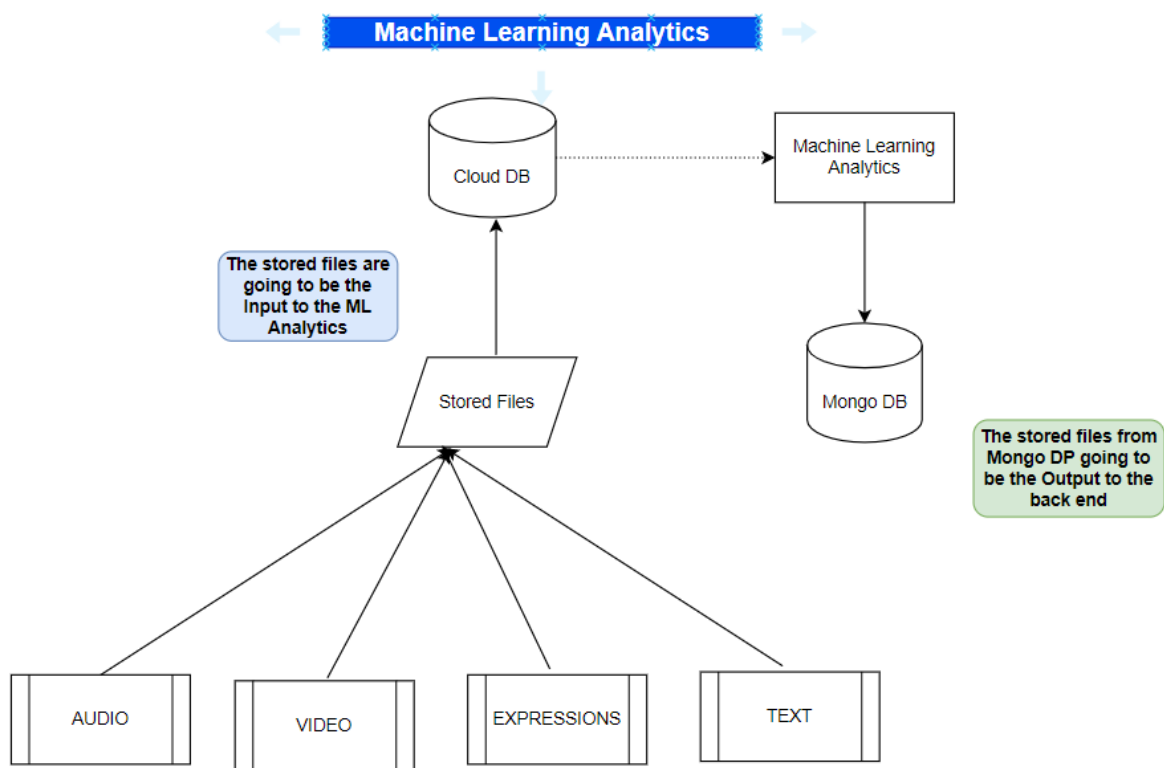 Machine Learning Analytics
Cloud DB
Machine Learning
Analytics
The stored files are
going to be the
Input to the ML
Analytics
Stored Files
Mongo DB
The stored files from
Mongo DP going to
be the Output to the
back end
AUDIO
VIDEO
EXPRESSIONS
TEXT